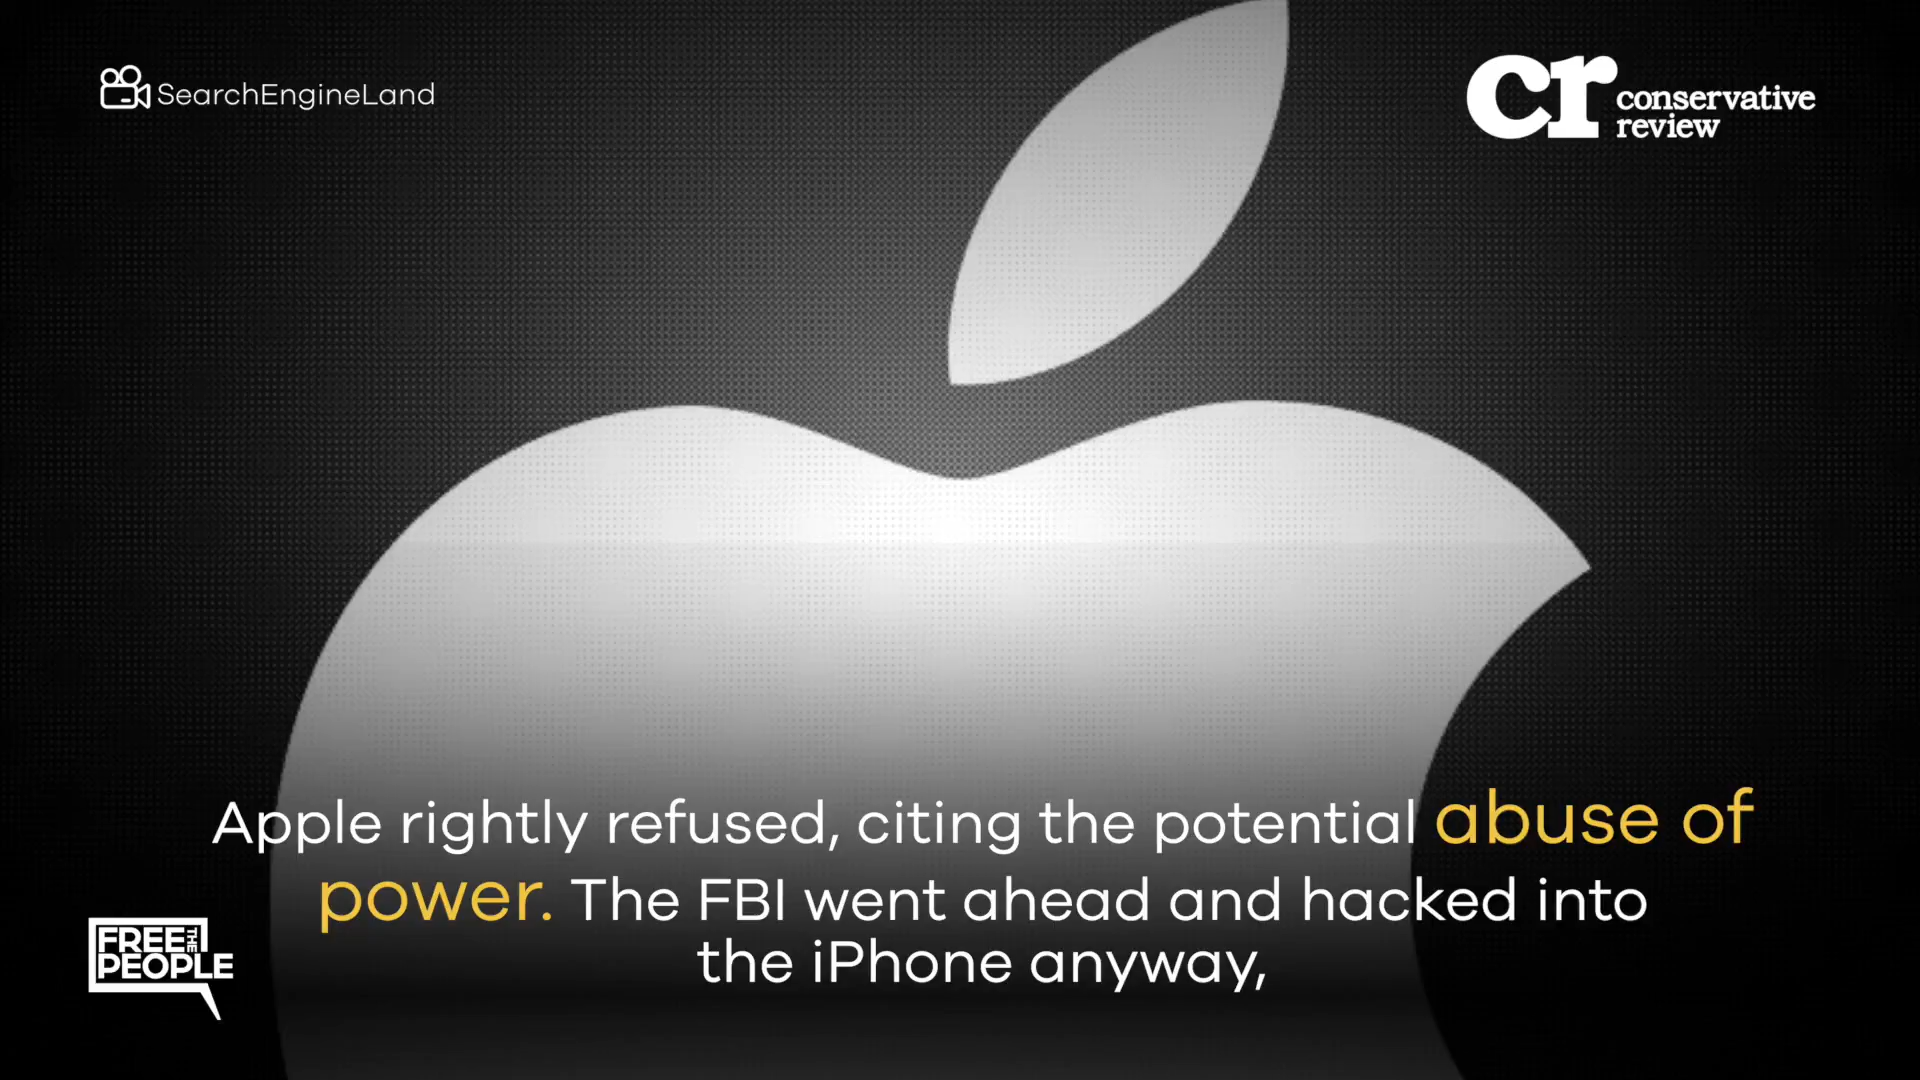 SearchEngineLand
cr conservative
review
Apple rightly refused, citing the potential abuse of
power. The FBI went ahead and hacked into
the iPhone anyway,
FREE THE
PEOPLE